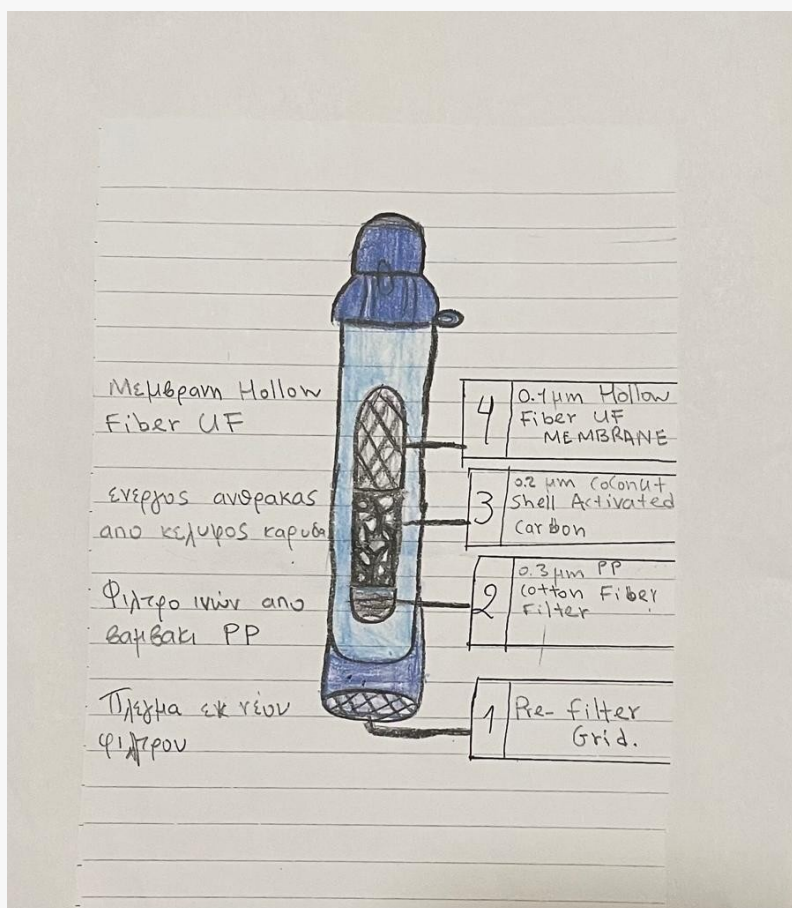 Μεμβρανη Hollow
Fiber UF
4
0.1μm Hollow
Fiber UF
MEMBRANE
ενεργος ανθρακας
απο κελυφος καρυδα
3
0.2 μm Coconut
Shell Activated
Carbon
Φιλτρο ινών απο
βαμβακι PP
2
0.3μm PP
Cotton Fiber
Filter
Πλεγμα εκ νέου
φιλτρου
1
Pre-Filter
Grid.